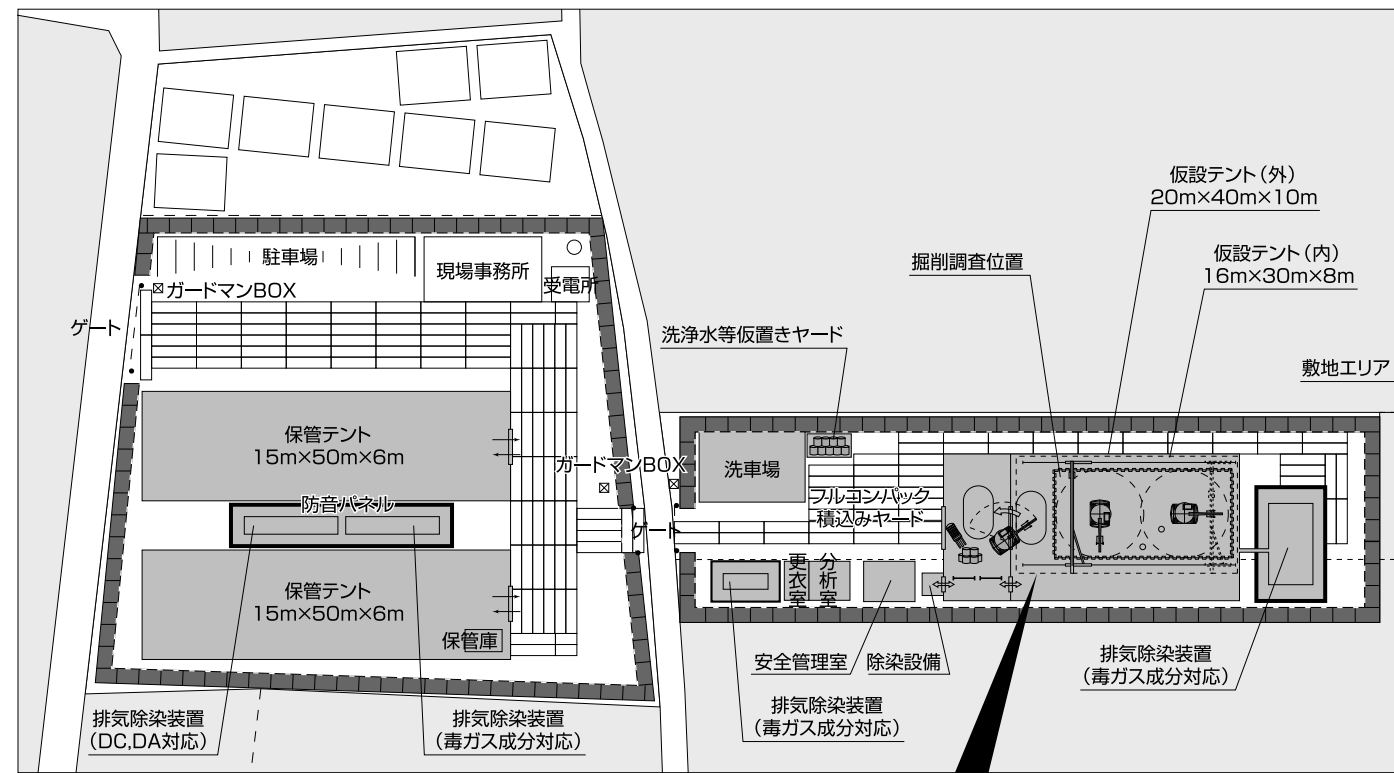 仮設テント（外）
20m×40m×10m
掘削調査位置
仮設テント（内）
16m×30m×8m
駐車場
現場事務所
受電所
ガードマンBOX
ゲート
洗浄水等仮置きヤード
敷地エリア
保管テント
15m×50m×6m
ガードマンBOX
洗車場
防音パネル
フルコンパック
積込みヤード
ゲート
保管テント
15m×50m×6m
更衣室
分析室
保管庫
安全管理室
除染設備
排気除染装置
（毒ガス成分対応）
排気除染装置
（DC,DA対応）
排気除染装置
（毒ガス成分対応）
排気除染装置
（毒ガス成分対応）